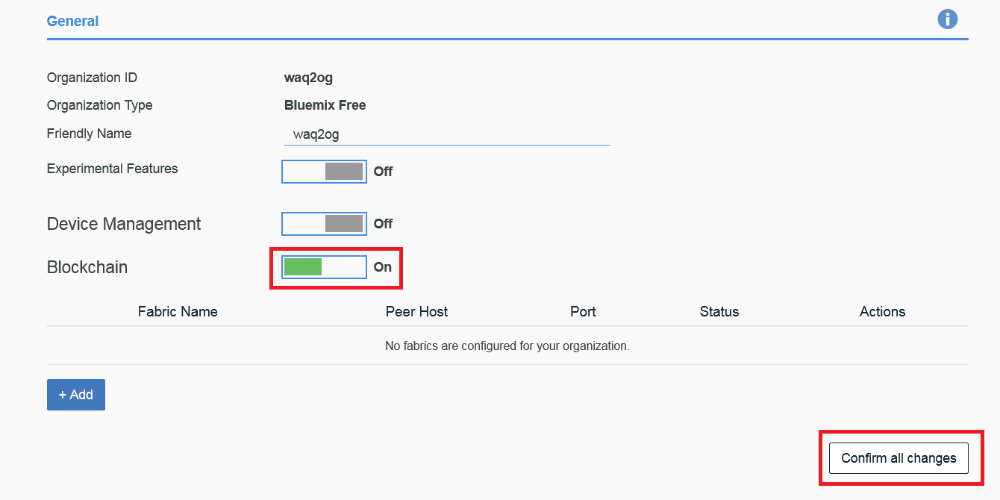 General
Organization ID waq2og
Organization Type Bluemix Free
Friendly Name waq2og
Experimental Features Off
Device Management Off
Blockchain On
Fabric Name Peer Host Port Status Actions
No fabrics are configured for your organization.
+ Add
Confirm all changes